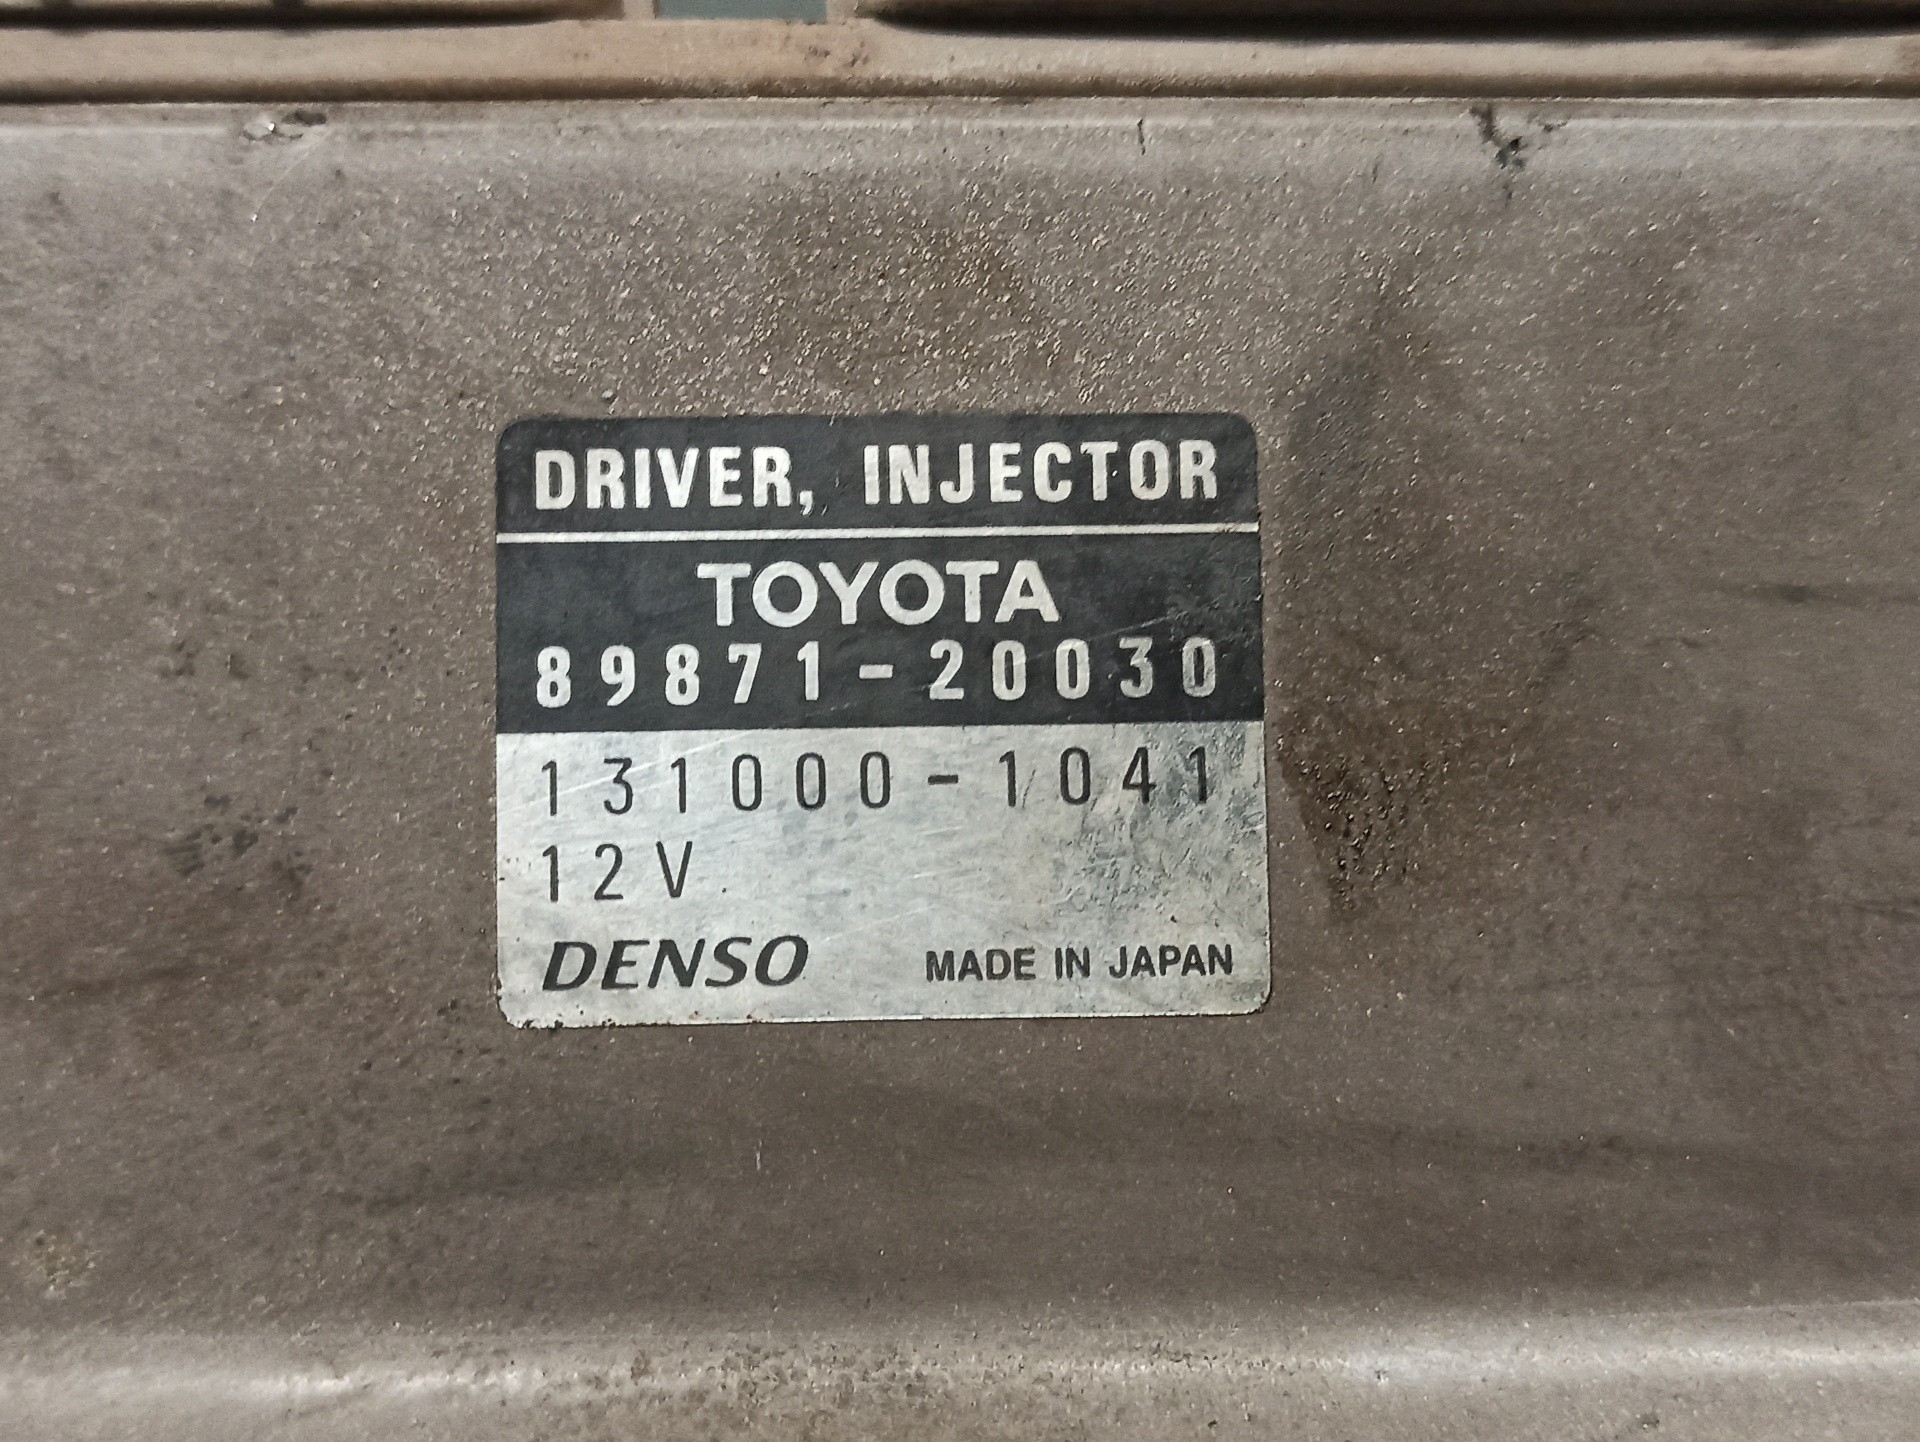 DRIVER, INJECTOR
TOYOTA
89871-20030
131000-1041
12V
DENSO MADE IN JAPAN